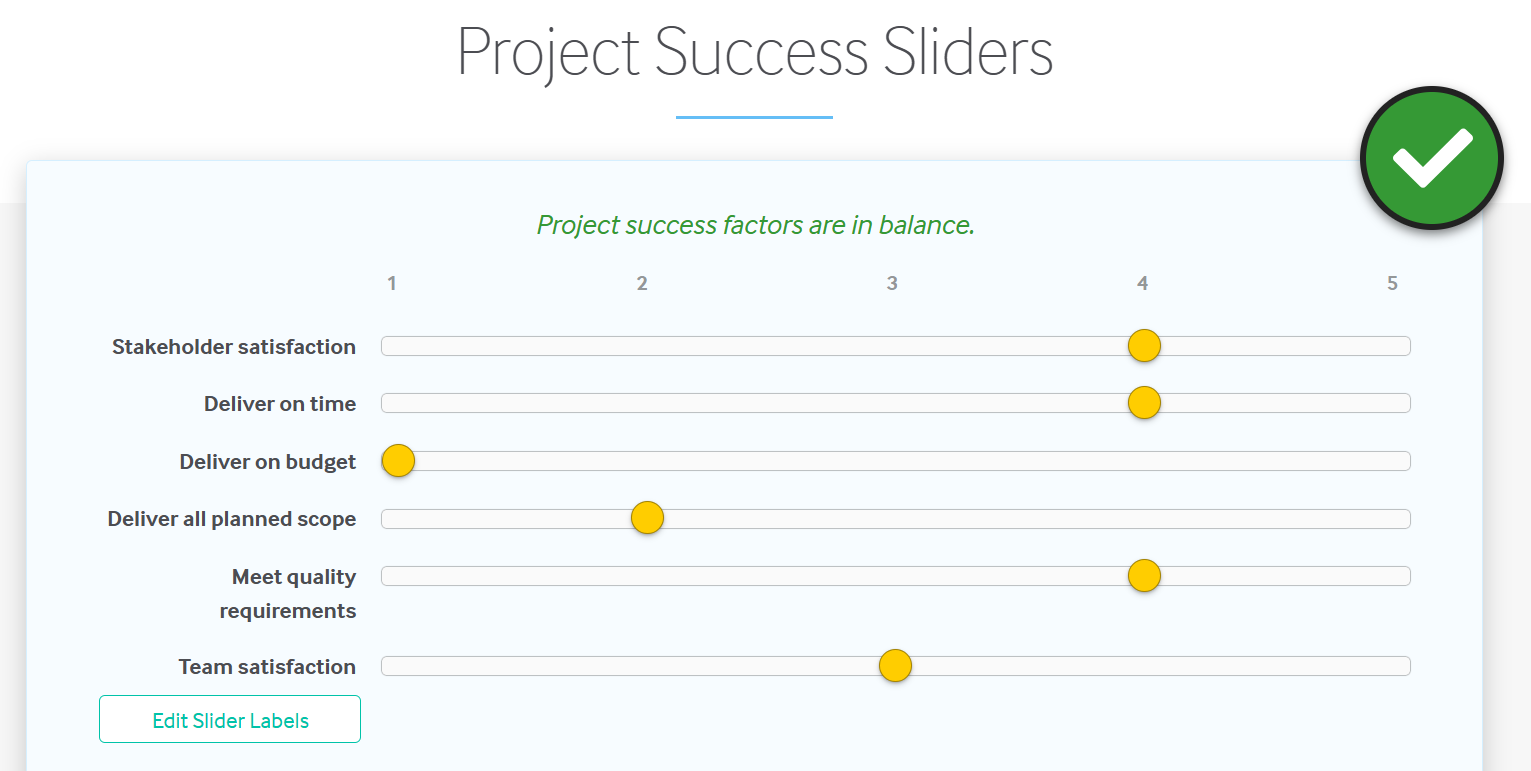 Project Success Sliders
Project success factors are in balance.
1 2 3 4 5
Stakeholder satisfaction
Deliver on time
Deliver on budget
Deliver all planned scope
Meet quality
requirements
Team satisfaction
Edit Slider Labels